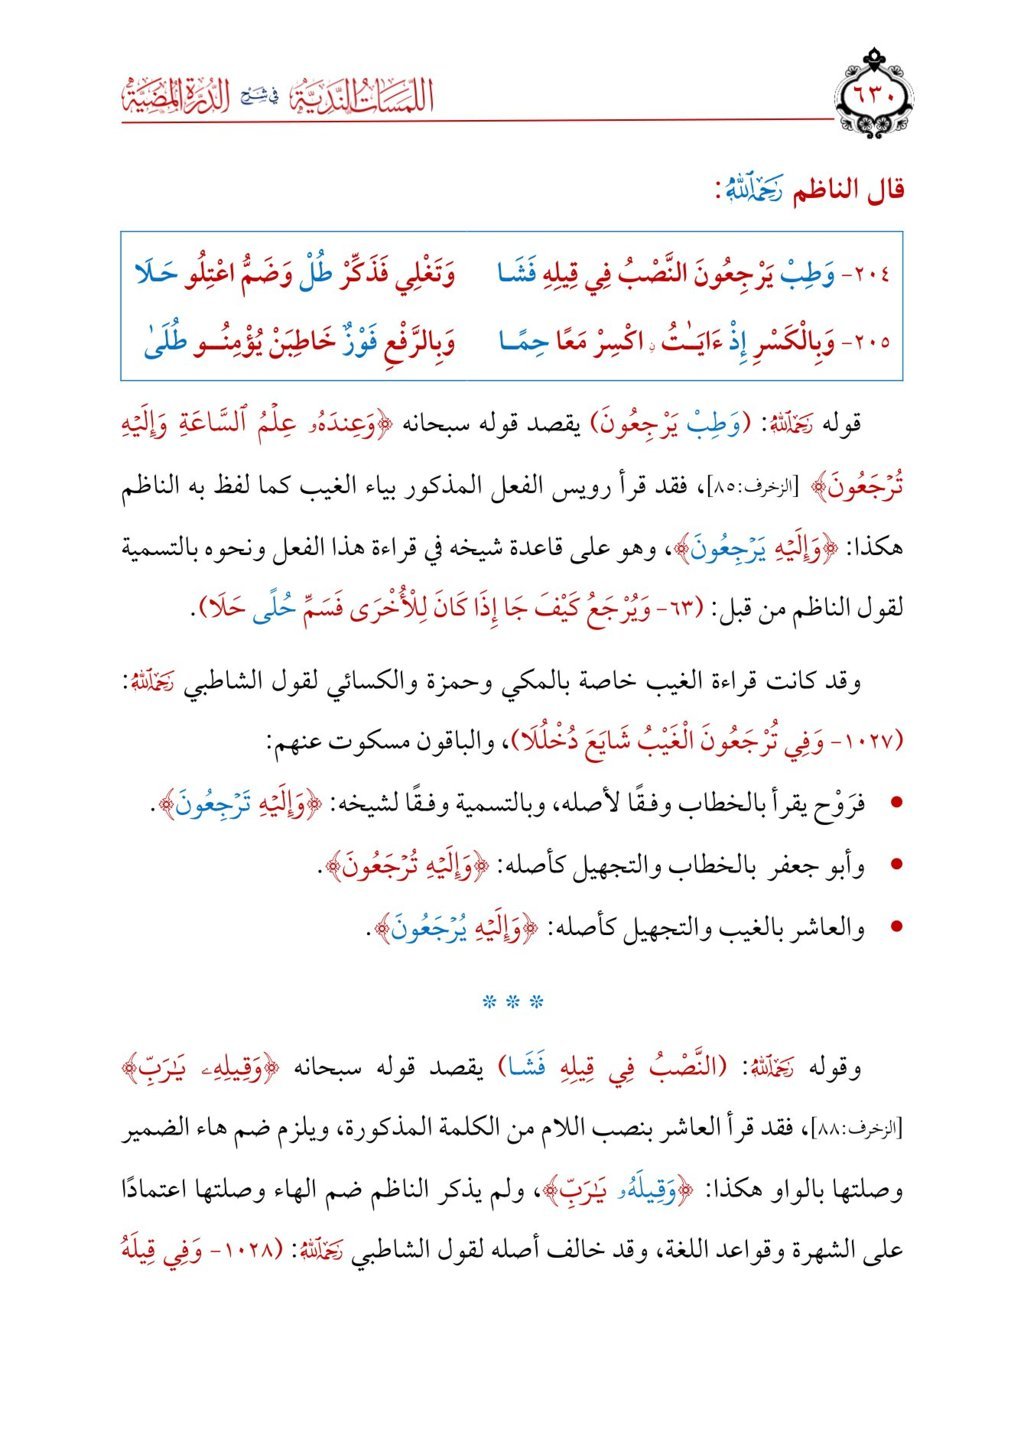 اللمسات الندية في شرح الدرة المضية
٦٣٠
قال الناظم رَحِمَهُ ٱللَّهُ:
٢٠٤- وَطِبْ يَرْجِعُونَ النَّصْبُ فِي قِيلِهِ فَشَـا وَتَغْلِي فَذَكِّرْ طُلْ وَضَمُّ اعْتِلُو حَـلَا
٢٠٥- وَبِالْكَسْرِ إِذْ ءَايَـٰتُ ۨ اكْسِرْ مَعًا حِمًـا وَبِالرَّفْعِ فَوْزٌ خَاطِبَنْ يُؤْمِنُـــو طُلَىٰ
قوله رَحِمَهُ ٱللَّهُ: (وَطِبْ يَرْجِعُونَ) يقصد قوله سبحانه ﴿وَعِندَهُۥ عِلْمُ ٱلسَّاعَةِ وَإِلَيْهِ
تُرْجَعُونَ﴾ [الزخرف:٨٥]، فقد قرأ رويس الفعل المذكور بياء الغيب كما لفظ به الناظم
هكذا: ﴿وَإِلَيْهِ يَرْجِعُونَ﴾، وهو على قاعدة شيخه في قراءة هذا الفعل ونحوه بالتسمية
لقول الناظم من قبل: (٦٣- وَيُرْجَعُ كَيْفَ جَا إِذَا كَانَ لِلْأُخْرَى فَسَمِّ حُلًى حَلَا).
وقد كانت قراءة الغيب خاصة بالمكي وحمزة والكسائي لقول الشاطبي رَحِمَهُ ٱللَّهُ:
(١٠٢٧- وَفِي تُرْجَعُونَ الْغَيْبُ شَايَعَ دُخْلُلَا)، والباقون مسكوت عنهم:
• فرَوْح يقرأ بالخطاب وفـقًا لأصله، وبالتسمية وفـقًا لشيخه: ﴿وَإِلَيْهِ تَرْجِعُونَ﴾.
• وأبو جعفر بالخطاب والتجهيل كأصله: ﴿وَإِلَيْهِ تُرْجَعُونَ﴾.
• والعاشر بالغيب والتجهيل كأصله: ﴿وَإِلَيْهِ يُرْجَعُونَ﴾.
* * *
وقوله رَحِمَهُ ٱللَّهُ: (النَّصْبُ فِي قِيلِهِ فَشَـا) يقصد قوله سبحانه ﴿وَقِيلِهِۦ يَـٰرَبِّ﴾
[الزخرف:٨٨]، فقد قرأ العاشر بنصب اللام من الكلمة المذكورة، ويلزم ضم هاء الضمير
وصلتها بالواو هكذا: ﴿وَقِيلَهُۥ يَـٰرَبِّ﴾، ولم يذكر الناظم ضم الهاء وصلتها اعتمادًا
على الشهرة وقواعد اللغة، وقد خالف أصله لقول الشاطبي رَحِمَهُ ٱللَّهُ: (١٠٢٨- وَفِي قِيلَهُ